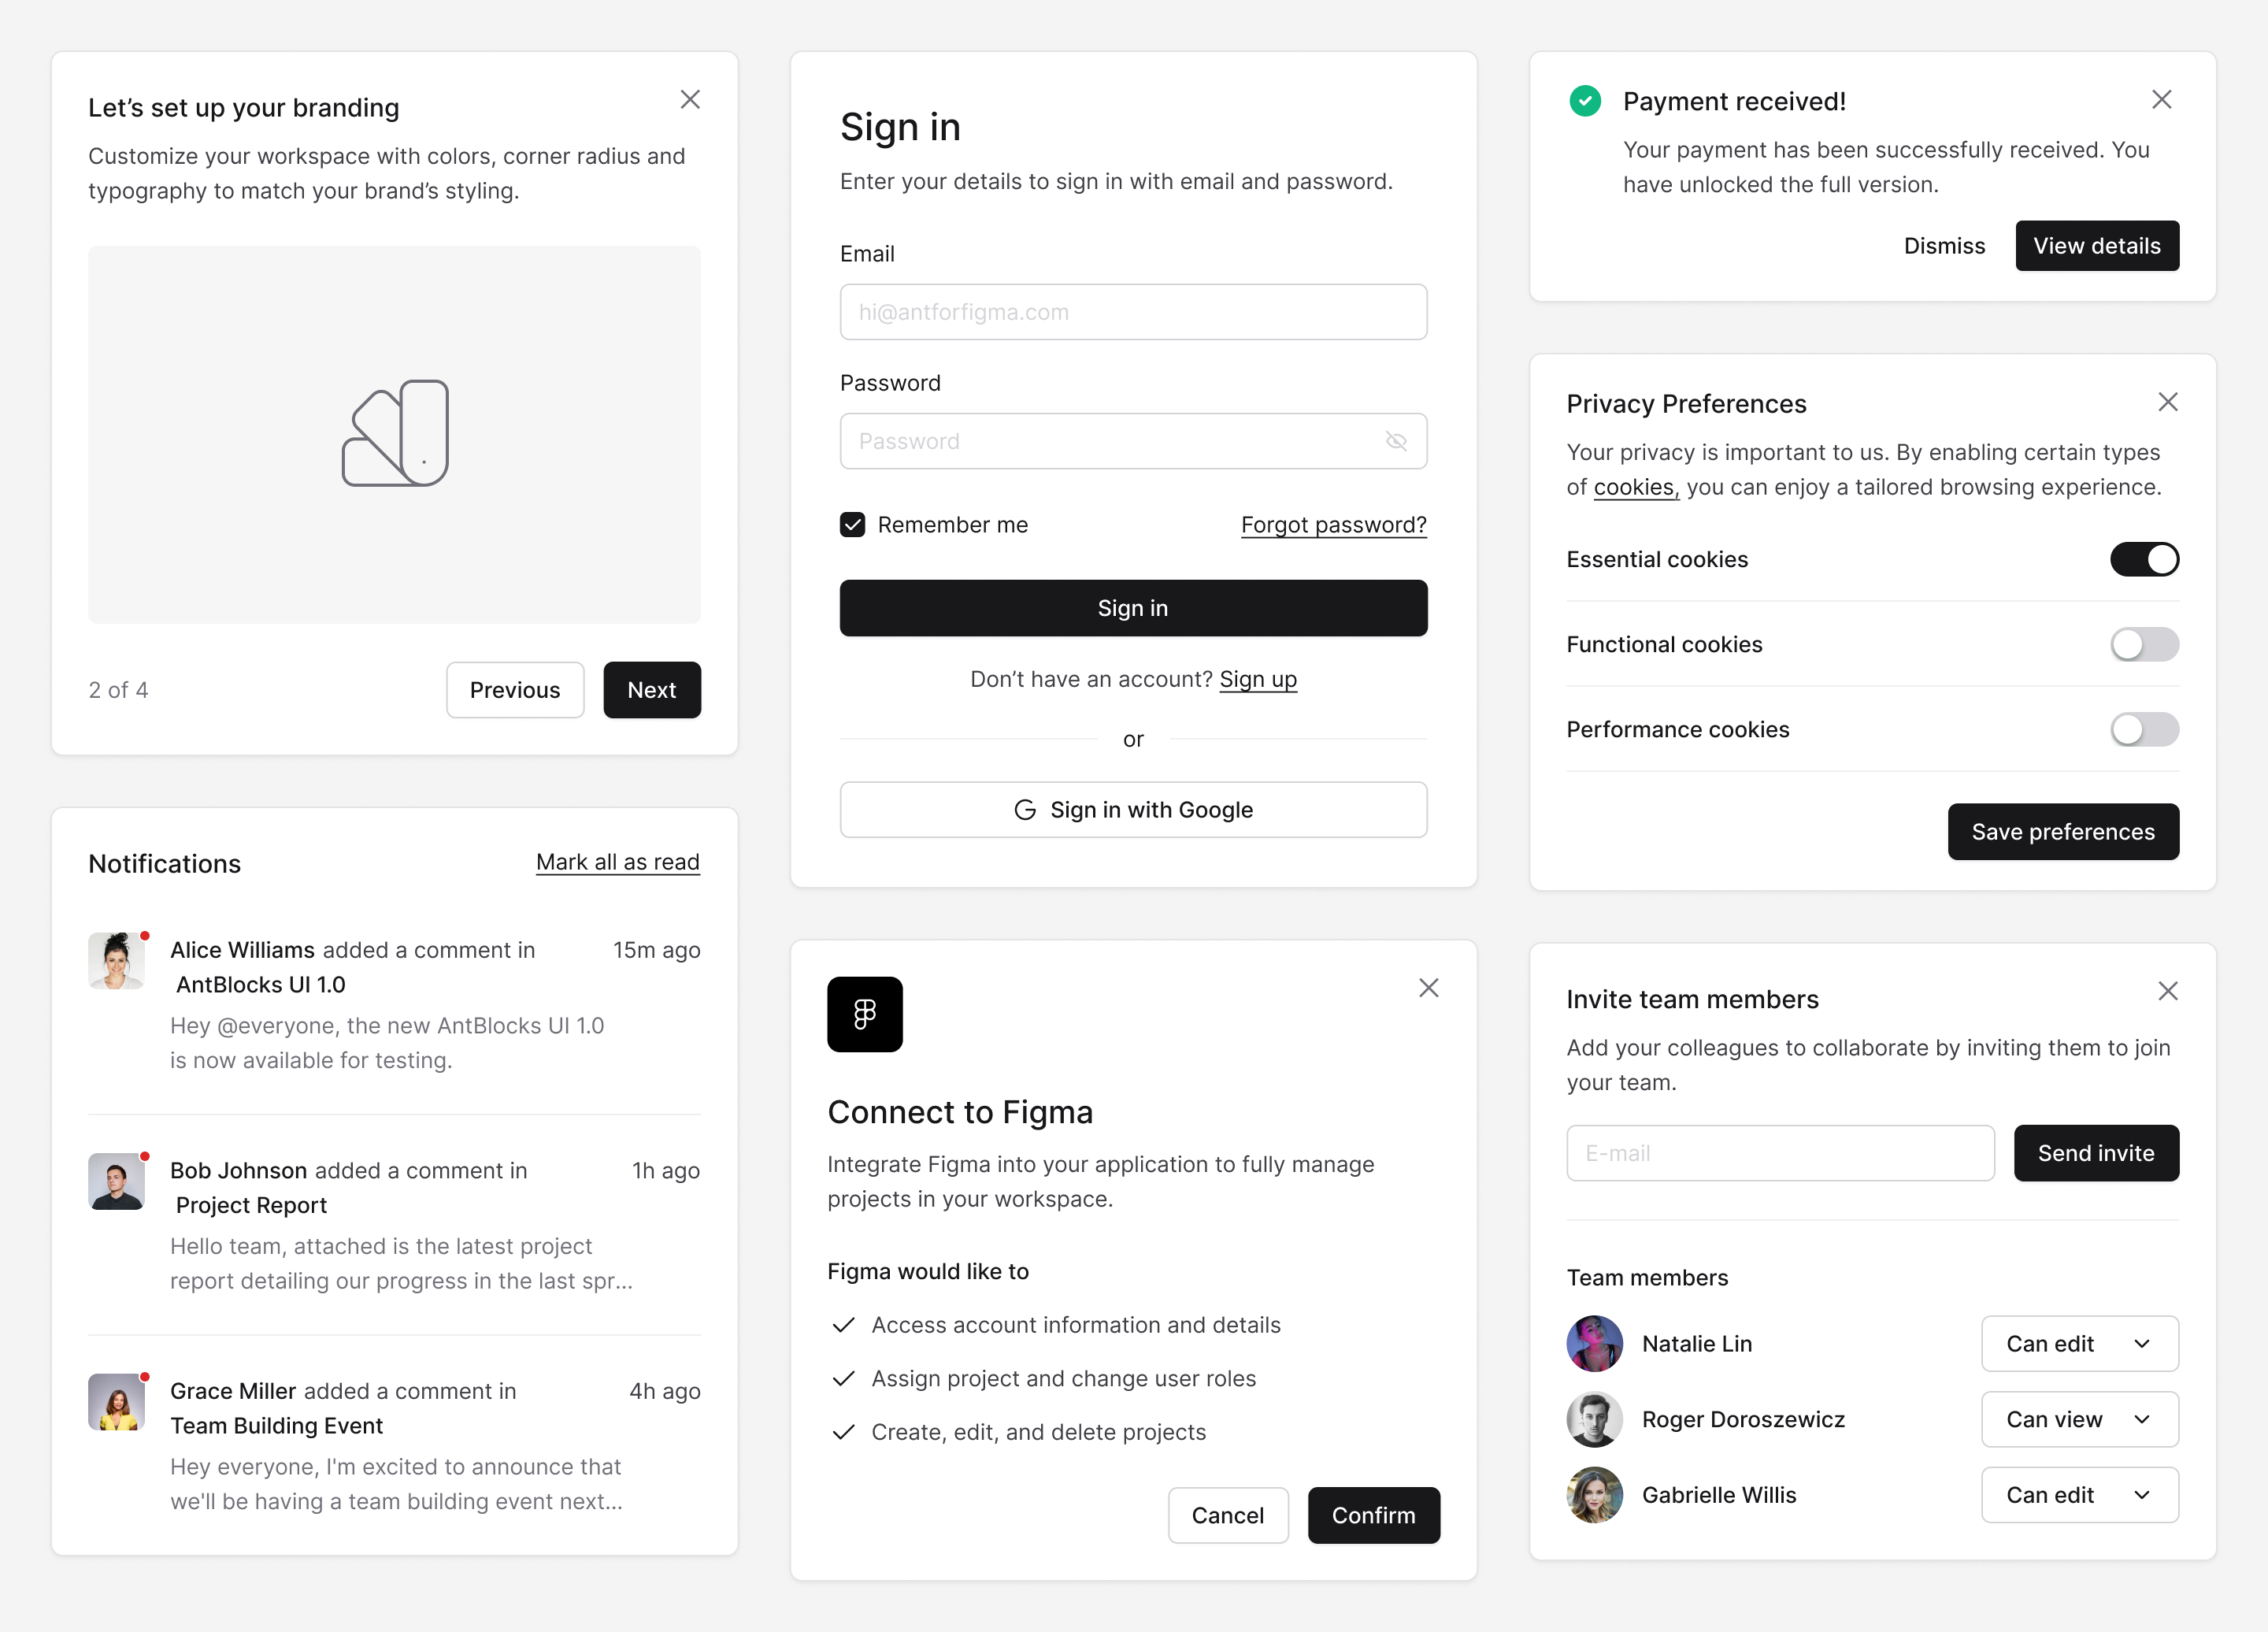 Let’s set up your branding
Customize your workspace with colors, corner radius and
typography to match your brand’s styling.
2 of 4
Previous
Next
Notifications
Mark all as read
Alice Williams added a comment in
AntBlocks UI 1.0
15m ago
Hey @everyone, the new AntBlocks UI 1.0
is now available for testing.
Bob Johnson added a comment in
Project Report
1h ago
Hello team, attached is the latest project
report detailing our progress in the last spr...
Grace Miller added a comment in
Team Building Event
4h ago
Hey everyone, I'm excited to announce that
we'll be having a team building event next...
Sign in
Enter your details to sign in with email and password.
Email
hi@antforfigma.com
Password
Password
Remember me
Forgot password?
Sign in
Don’t have an account? Sign up
or
Sign in with Google
Connect to Figma
Integrate Figma into your application to fully manage
projects in your workspace.
Figma would like to
Access account information and details
Assign project and change user roles
Create, edit, and delete projects
Cancel
Confirm
Payment received!
Your payment has been successfully received. You
have unlocked the full version.
Dismiss
View details
Privacy Preferences
Your privacy is important to us. By enabling certain types
of cookies, you can enjoy a tailored browsing experience.
Essential cookies
Functional cookies
Performance cookies
Save preferences
Invite team members
Add your colleagues to collaborate by inviting them to join
your team.
E-mail
Send invite
Team members
Natalie Lin
Can edit
Roger Doroszewicz
Can view
Gabrielle Willis
Can edit